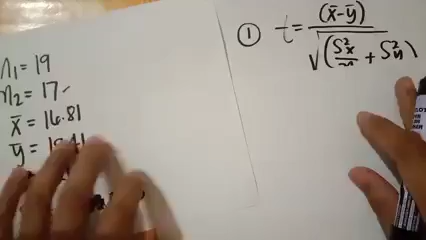 n1 = 19
n2 = 17
x̄ = 16.81
ȳ =
① t = (x̄-ȳ) / √(S²x + S²y)